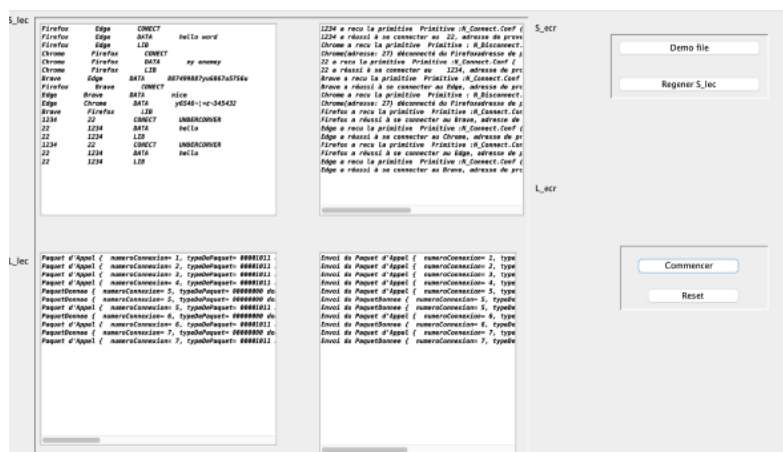 S_lec
Firefox Edge CONECT
Firefox Edge DATA hello word
Firefox Edge LIB
Chrome Firefox CONECT
Chrome Firefox DATA my enemey
Chrome Firefox LIB
Brave Edge DATA
Firefox Brave CONECT
Edge Brave DATA nice
Edge Chrome DATA
Brave Firefox LIB
1234 22 CONECT UNDERCORVER
22 1234 DATA hello
22 1234 LIB
1234 22 CONECT UNDERCORVER
22 1234 DATA hello
22 1234 LIB
1234 a recu la primitive Primitive :N_Connect.Conf {
1234 a réussi à se connecter au 22, adresse de prove
Chrome a recu la primitive Primitive : N_Disconnect.
Chrome(adresse: 27) déconnecté du Firefoxadresse de p
22 a recu la primitive Primitive :N_Connect.Conf {
22 a réussi à se connecter au 1234, adresse de pro
Brave a recu la primitive Primitive :N_Connect.Conf
Brave a réussi à se connecter au Edge, adresse de pro
Chrome a recu la primitive Primitive : N_Disconnect.
Chrome(adresse: 27) déconnecté du Firefoxadresse de p
Firefox a recu la primitive Primitive :N_Connect.Con
Firefox a réussi à se connecter au Brave, adresse de
Edge a recu la primitive Primitive :N_Connect.Conf {
Edge a réussi à se connecter au Chrome, adresse de pr
Firefox a recu la primitive Primitive :N_Connect.Con
Firefox a réussi à se connecter au Edge, adresse de p
Edge a recu la primitive Primitive :N_Connect.Conf {
Edge a réussi à se connecter au Brave, adresse de pro
S_ecr
Demo file
Regener S_lec
L_ecr
L_lec
Paquet d'Appel { numeroConnexion= 1, typeDePaquet= 00001011
Paquet d'Appel { numeroConnexion= 2, typeDePaquet= 00001011
Paquet d'Appel { numeroConnexion= 3, typeDePaquet= 00001011
Paquet d'Appel { numeroConnexion= 4, typeDePaquet= 00001011
PaquetDonnee { numeroConnexion= 5, typeDePaquet= 00000000 do
PaquetDonnee { numeroConnexion= 5, typeDePaquet= 00000000 do
Paquet d'Appel { numeroConnexion= 5, typeDePaquet= 00001011
PaquetDonnee { numeroConnexion= 6, typeDePaquet= 00000000 do
Paquet d'Appel { numeroConnexion= 6, typeDePaquet= 00001011
PaquetDonnee { numeroConnexion= 7, typeDePaquet= 00000000 do
Paquet d'Appel { numeroConnexion= 7, typeDePaquet= 00001011
Envoi du Paquet d'Appel { numeroConnexion= 1, type
Envoi du Paquet d'Appel { numeroConnexion= 2, type
Envoi du Paquet d'Appel { numeroConnexion= 3, type
Envoi du Paquet d'Appel { numeroConnexion= 4, type
Envoi du PaquetDonnee { numeroConnexion= 5, typeDe
Envoi du PaquetDonnee { numeroConnexion= 5, typeDe
Envoi du Paquet d'Appel { numeroConnexion= 5, type
Envoi du PaquetDonnee { numeroConnexion= 6, typeDe
Envoi du Paquet d'Appel { numeroConnexion= 6, type
Envoi du Paquet d'Appel { numeroConnexion= 7, type
Envoi du PaquetDonnee { numeroConnexion= 7, typeDe
Commencer
Reset